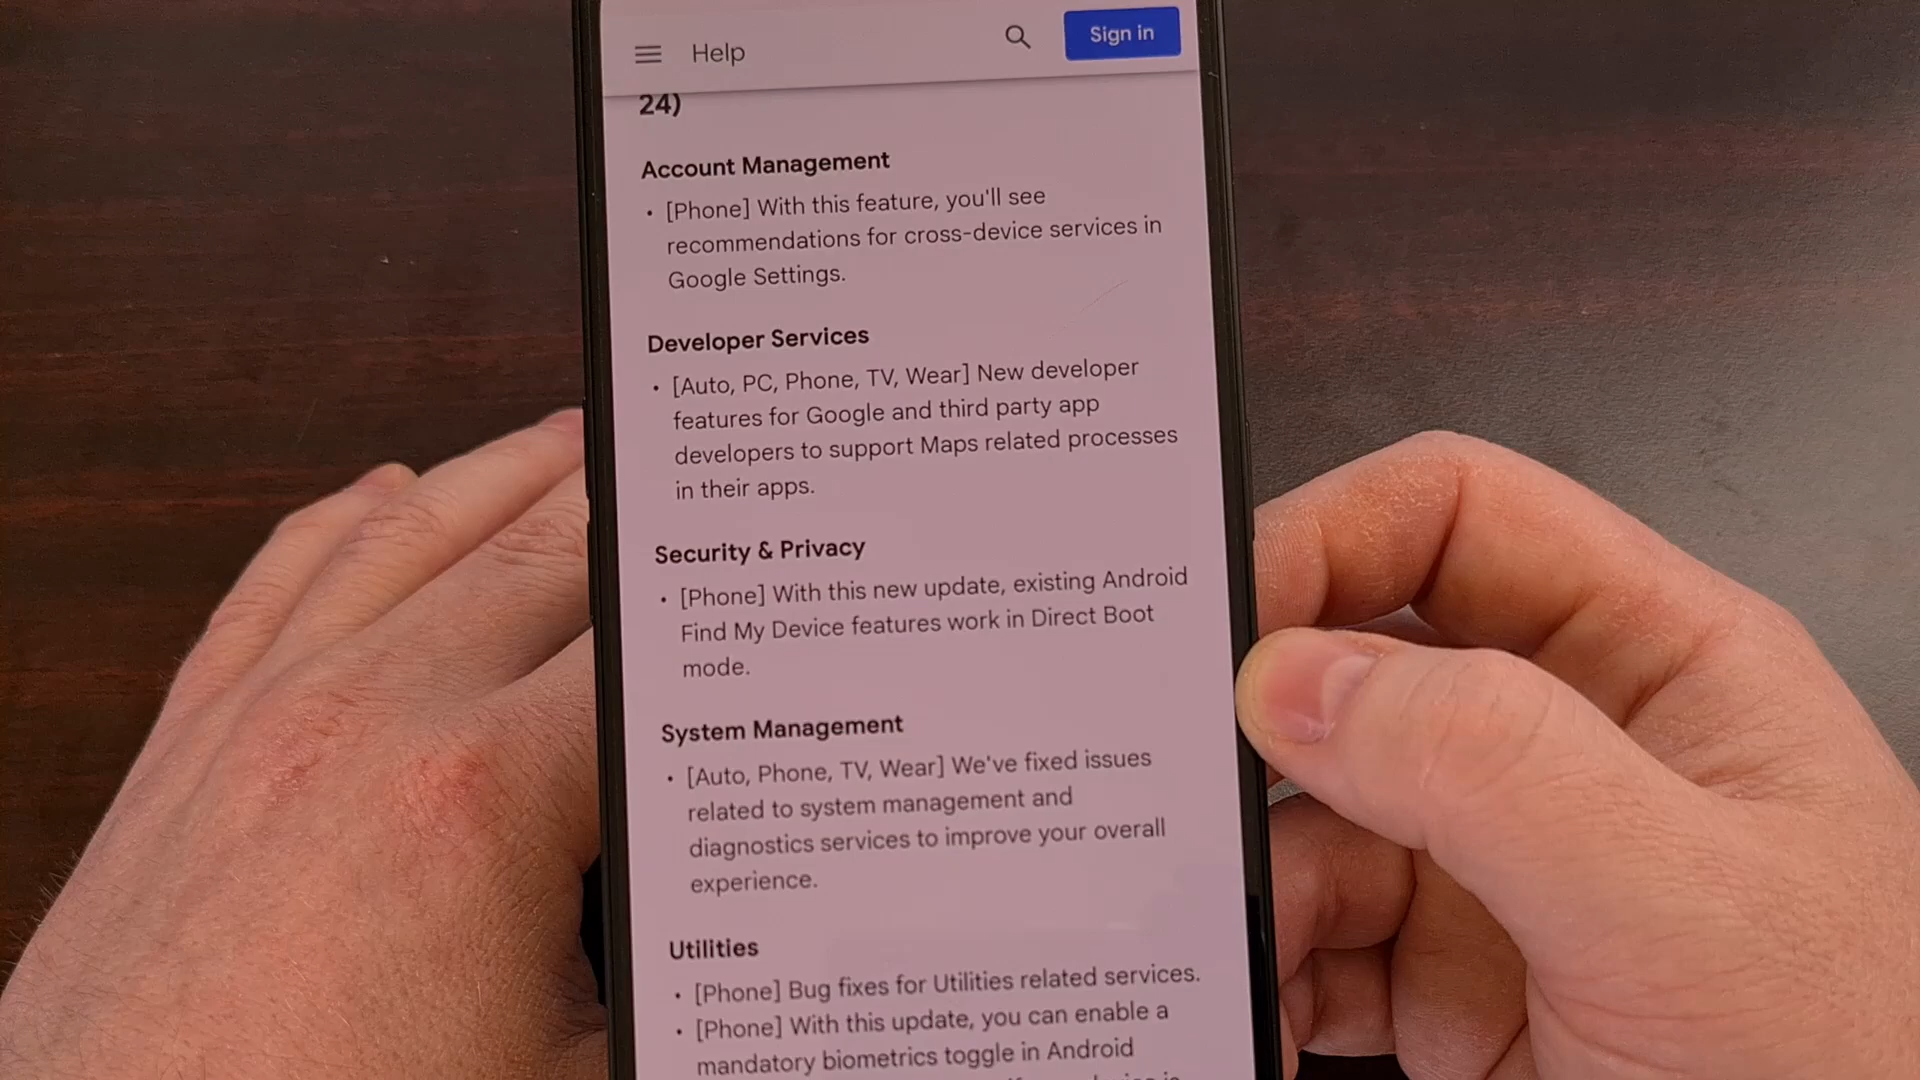 Help
Sign in
24)
Account Management
• [Phone] With this feature, you'll see
recommendations for cross-device services in
Google Settings.
Developer Services
• [Auto, PC, Phone, TV, Wear] New developer
features for Google and third party app
developers to support Maps related processes
in their apps.
Security & Privacy
• [Phone] With this new update, existing Android
Find My Device features work in Direct Boot
mode.
System Management
• [Auto, Phone, TV, Wear] We've fixed issues
related to system management and
diagnostics services to improve your overall
experience.
Utilities
• [Phone] Bug fixes for Utilities related services.
• [Phone] With this update, you can enable a
mandatory biometrics toggle in Android